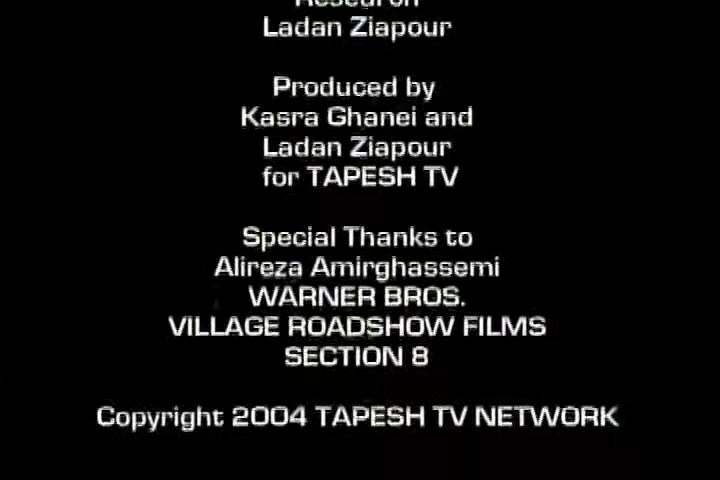 Research
Ladan Ziapour
Produced by
Kasra Ghanei and
Ladan Ziapour
for TAPESH TV
Special Thanks to
Alireza Amirghassemi
WARNER BROS.
VILLAGE ROADSHOW FILMS
SECTION 8
Copyright 2004 TAPESH TV NETWORK